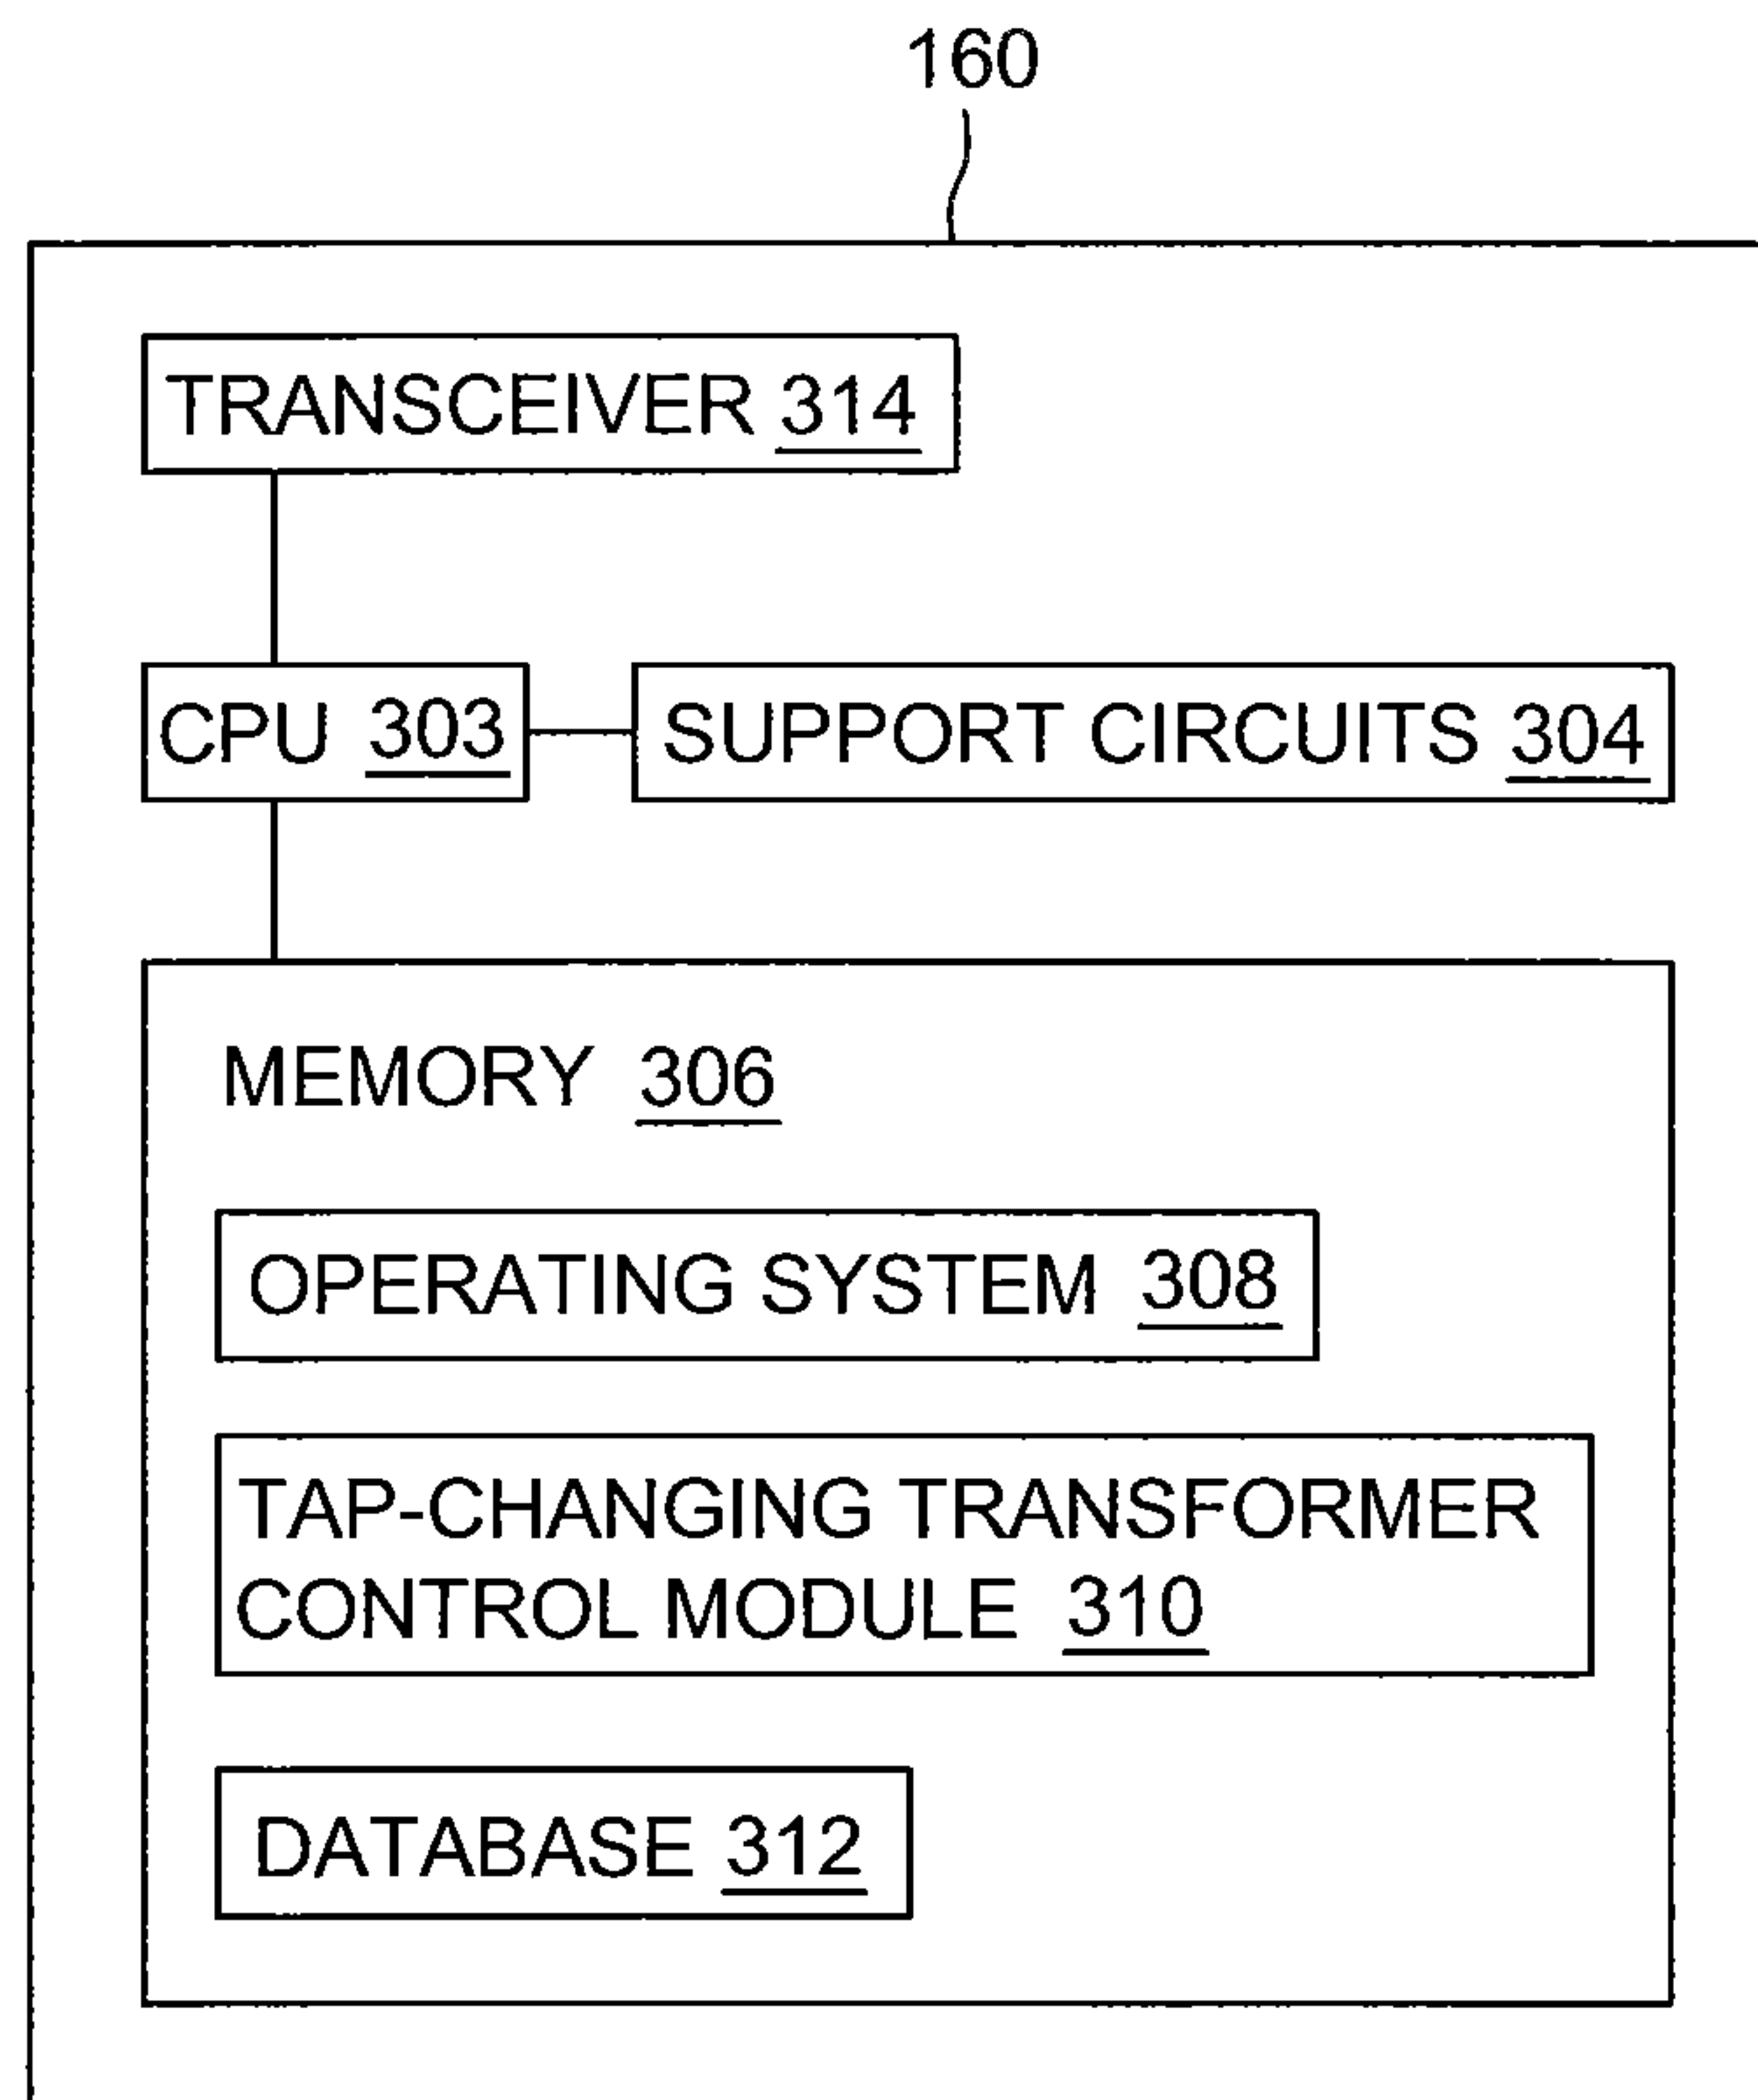 160
TRANSCEIVER 314
CPU 303
SUPPORT CIRCUITS 304
MEMORY 306
OPERATING SYSTEM 308
TAP-CHANGING TRANSFORMER
CONTROL MODULE 310
DATABASE 312